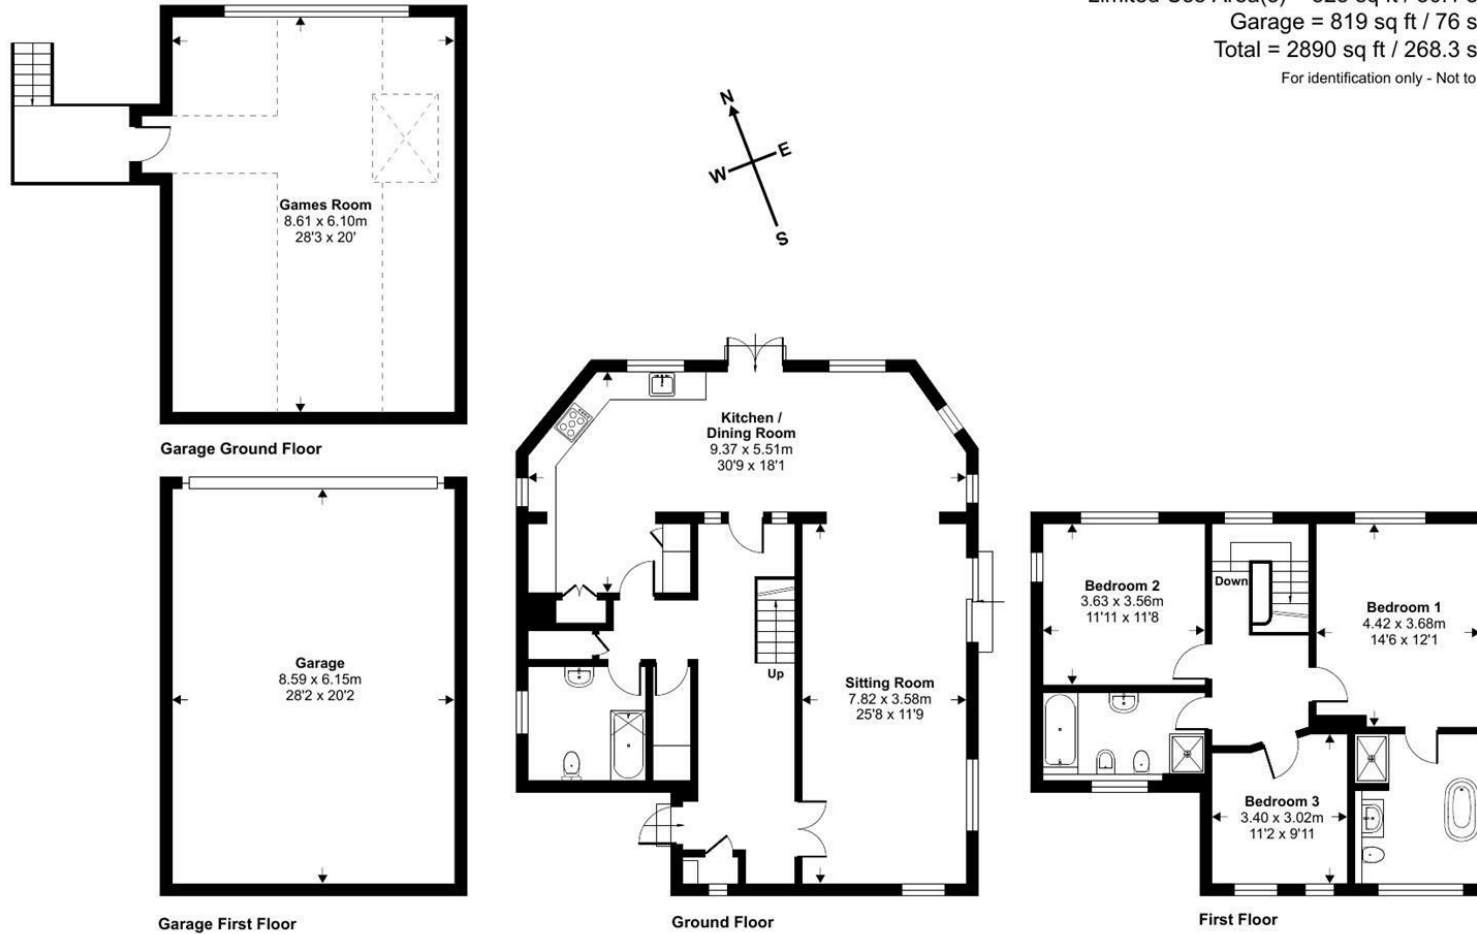 Garage = 819 sq ft / 76 s
Total = 2890 sq ft / 268.3 s
For identification only - Not to
N
E
W
S
Games Room
8.61 x 6.10m
28'3 x 20'
Garage Ground Floor
Garage
8.59 x 6.15m
28'2 x 20'2
Garage First Floor
Kitchen /
Dining Room
9.37 x 5.51m
30'9 x 18'1
Up
Sitting Room
7.82 x 3.58m
25'8 x 11'9
Ground Floor
Bedroom 2
3.63 x 3.56m
11'11 x 11'8
Down
Bedroom 1
4.42 x 3.68m
14'6 x 12'1
Bedroom 3
3.40 x 3.02m
11'2 x 9'11
First Floor